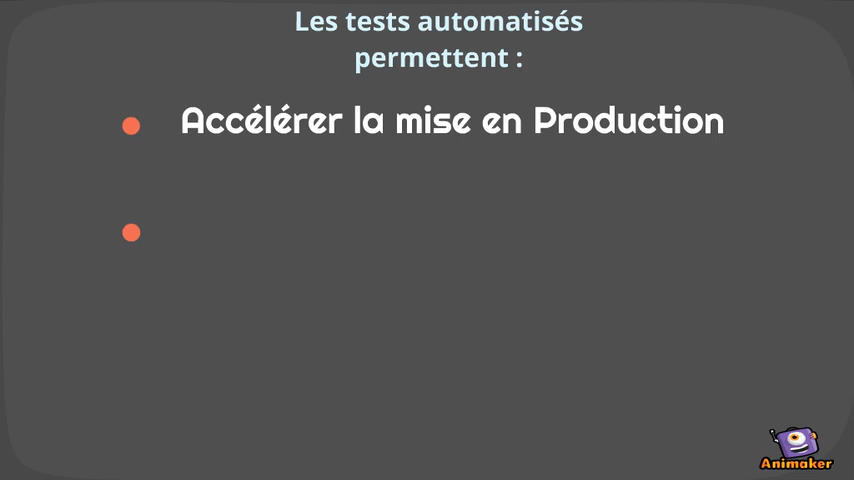 Les tests automatisés
permettent :
Accélérer la mise en Production
Animaker